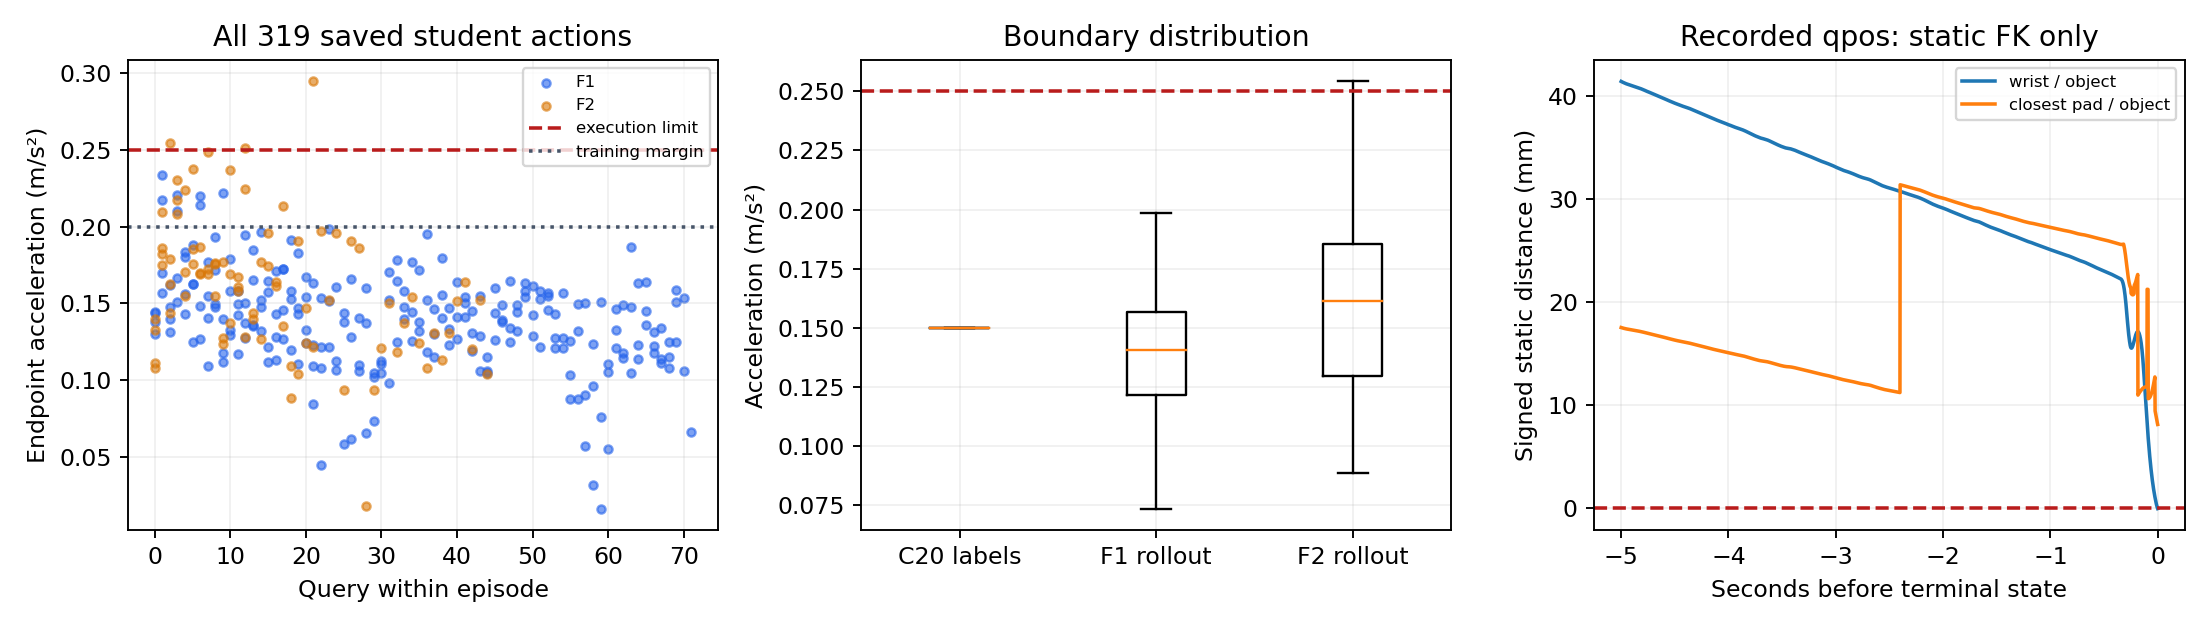 All 319 saved student actions
Endpoint acceleration (m/s²)
0.30
0.25
0.20
0.15
0.10
0.05
F1
F2
execution limit
training margin
0 10 20 30 40 50 60 70
Query within episode
Boundary distribution
Acceleration (m/s²)
0.250
0.225
0.200
0.175
0.150
0.125
0.100
0.075
C20 labels F1 rollout F2 rollout
Recorded qpos: static FK only
Signed static distance (mm)
40
30
20
10
0
wrist / object
closest pad / object
−5 −4 −3 −2 −1 0
Seconds before terminal state